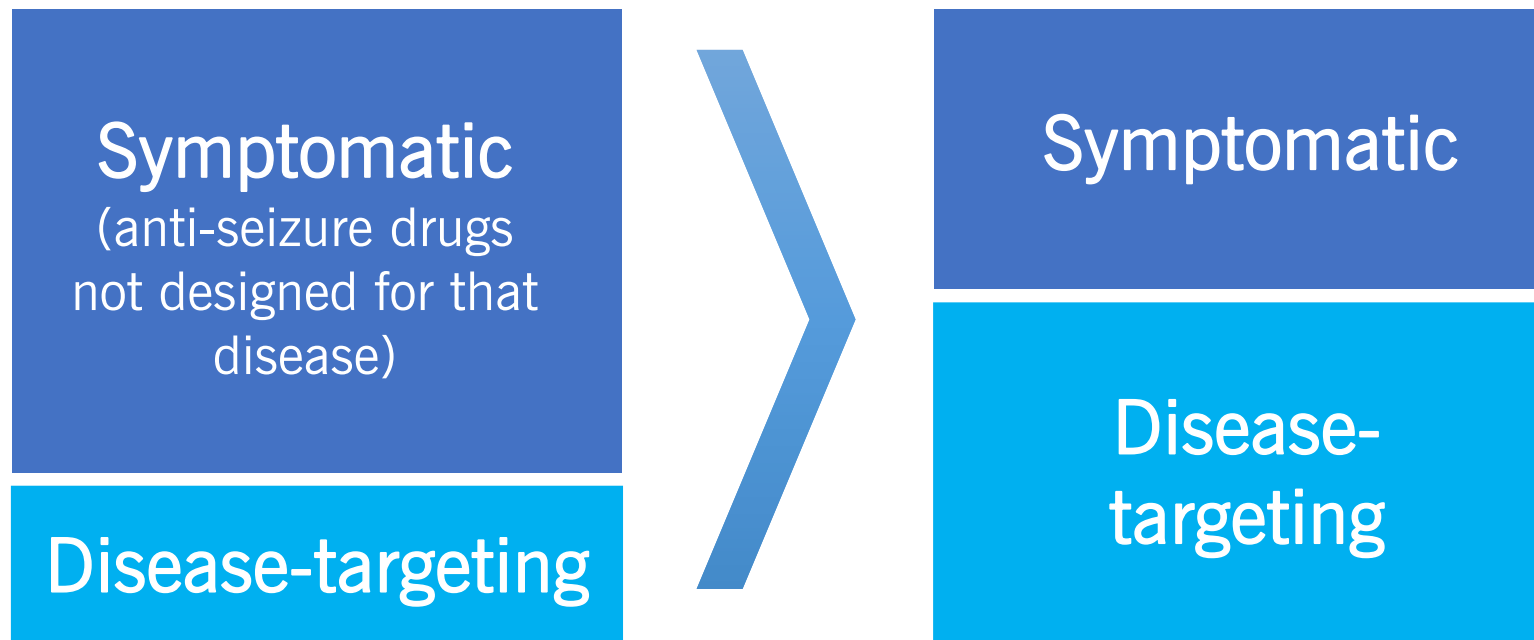 Symptomatic
(anti-seizure drugs
not designed for that
disease)
Disease-targeting
Symptomatic
Disease-
targeting